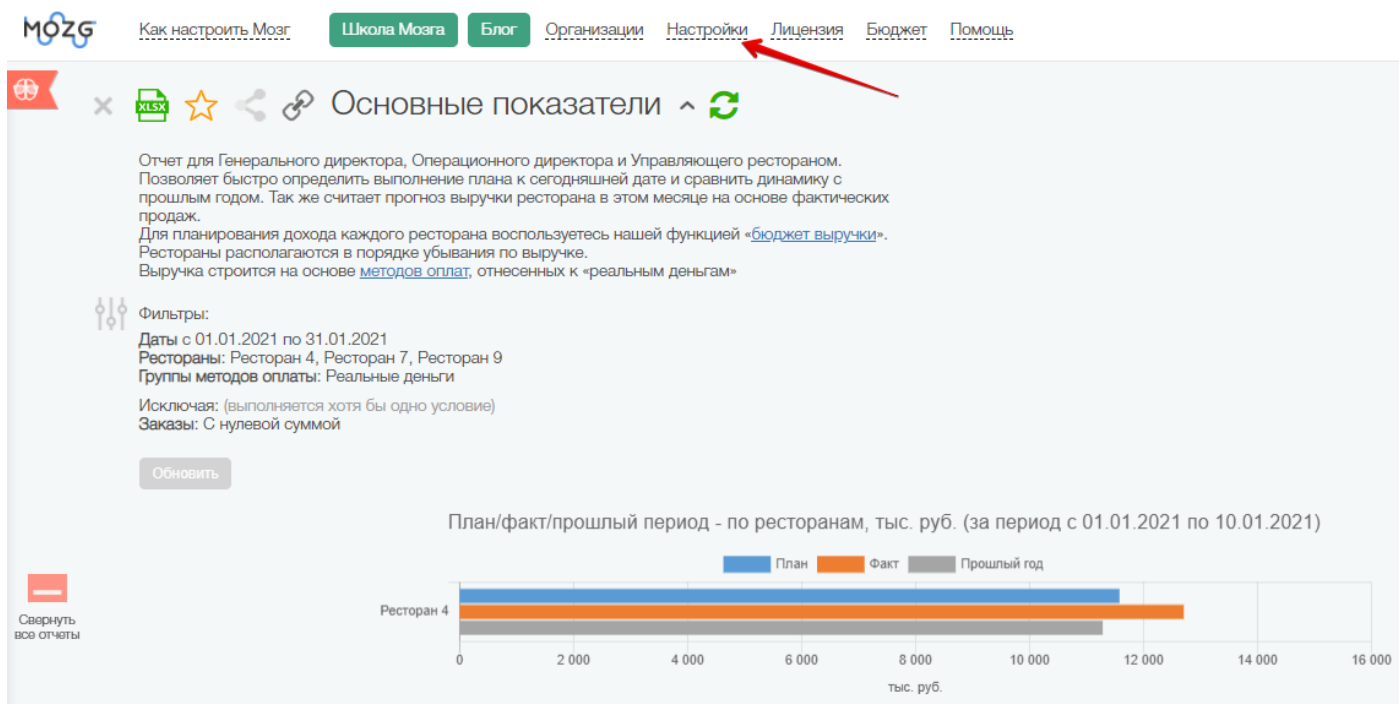 MOZG
Как настроить Мозг
Школа Мозга
Блог
Организации
Настройки
Лицензия
Бюджет
Помощь
XLSX
Основные показатели
Отчет для Генерального директора, Операционного директора и Управляющего рестораном.
Позволяет быстро определить выполнение плана к сегодняшней дате и сравнить динамику с
прошлым годом. Так же считает прогноз выручки ресторана в этом месяце на основе фактических
продаж.
Для планирования дохода каждого ресторана воспользуетесь нашей функцией «бюджет выручки».
Рестораны располагаются в порядке убывания по выручке.
Выручка строится на основе методов оплат, отнесенных к «реальным деньгам»
Фильтры:
Даты с 01.01.2021 по 31.01.2021
Рестораны: Ресторан 4, Ресторан 7, Ресторан 9
Группы методов оплаты: Реальные деньги
Исключая: (выполняется хотя бы одно условие)
Заказы: С нулевой суммой
Обновить
План/факт/прошлый период - по ресторанам, тыс. руб. (за период с 01.01.2021 по 10.01.2021)
План Факт Прошлый год
Свернуть
все отчеты
Ресторан 4
0 2 000 4 000 6 000 8 000 10 000 12 000 14 000 16 000
тыс. руб.